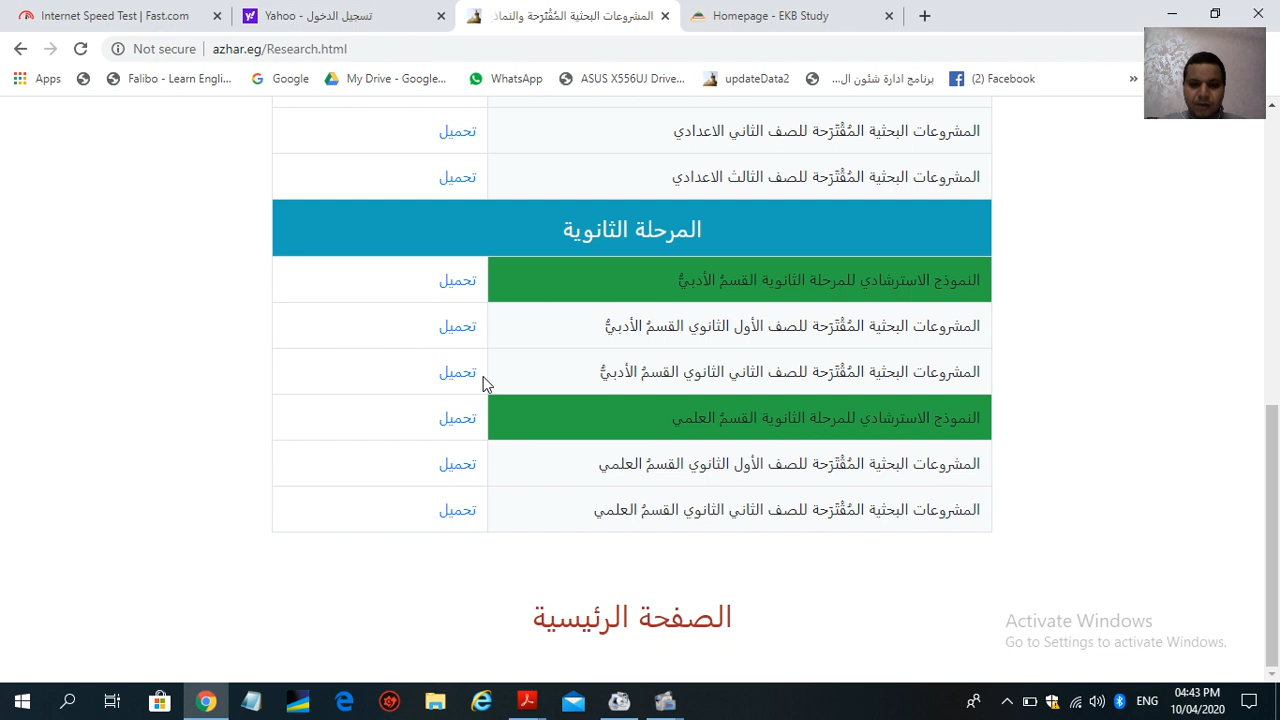 Internet Speed Test | Fast.com
تسجيل الدخول - Yahoo
المشروعات البحثية المُقْتَرَحة والنماذ
Homepage - EKB Study
Not secure | azhar.eg/Research.html
Apps
Falibo - Learn Engli...
Google
My Drive - Google...
WhatsApp
ASUS X556UJ Drive...
updateData2
برنامج ادارة شئون ال...
(2) Facebook
»
المشروعات البحثية المُقْتَرَحة للصف الثاني الاعدادي
تحميل
المشروعات البحثية المُقْتَرَحة للصف الثالث الاعدادي
تحميل
المرحلة الثانوية
النموذج الاسترشادي للمرحلة الثانوية القسمُ الأدبيُّ
تحميل
المشروعات البحثية المُقْتَرَحة للصف الأول الثانوي القسمُ الأدبيُّ
تحميل
المشروعات البحثية المُقْتَرَحة للصف الثاني الثانوي القسمُ الأدبيُّ
تحميل
النموذج الاسترشادي للمرحلة الثانوية القسمُ العلمي
تحميل
المشروعات البحثية المُقْتَرَحة للصف الأول الثانوي القسمُ العلمي
تحميل
المشروعات البحثية المُقْتَرَحة للصف الثاني الثانوي القسمُ العلمي
تحميل
الصفحة الرئيسية
Activate Windows
Go to Settings to activate Windows.
ENG
04:43 PM
10/04/2020